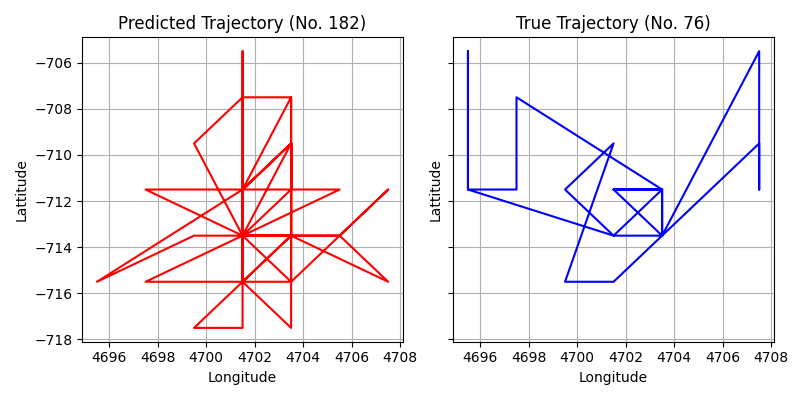 Predicted Trajectory (No. 182)
True Trajectory (No. 76)
−706
−708
−710
−712
−714
−716
−718
Lattitude
Lattitude
4696 4698 4700 4702 4704 4706 4708
4696 4698 4700 4702 4704 4706 4708
Longitude
Longitude